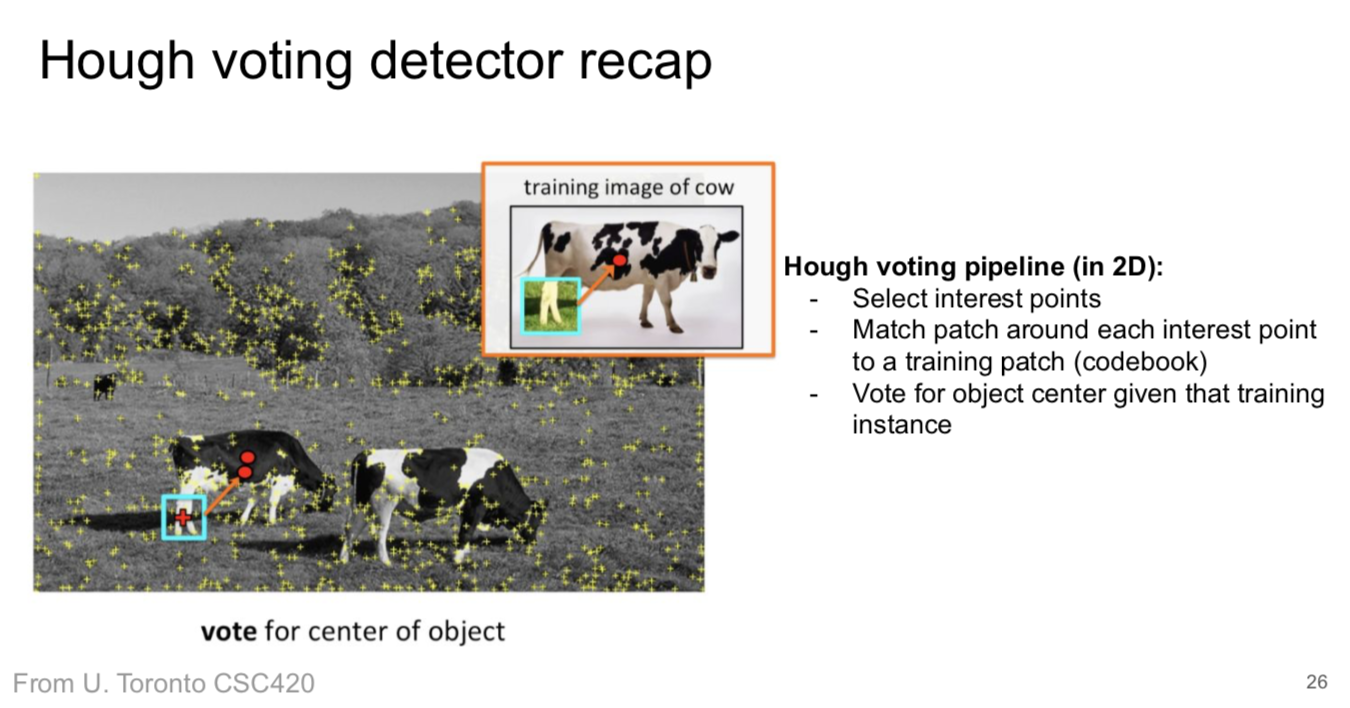 Hough voting detector recap
training image of cow
Hough voting pipeline (in 2D):
- Select interest points
- Match patch around each interest point
to a training patch (codebook)
- Vote for object center given that training
instance
vote for center of object
From U. Toronto CSC420
26